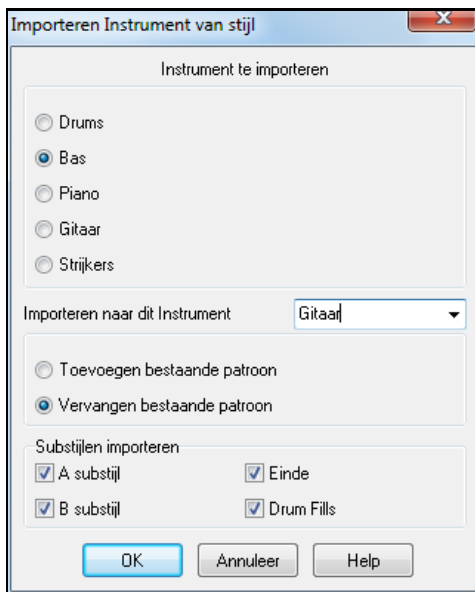 Importeren Instrument van stijl
Instrument te importeren
Drums
Bas
Piano
Gitaar
Strijkers
Importeren naar dit Instrument Gitaar
Toevoegen bestaande patroon
Vervangen bestaande patroon
Substijlen importeren
A substijl Einde
B substijl Drum Fills
OK Annuleer Help